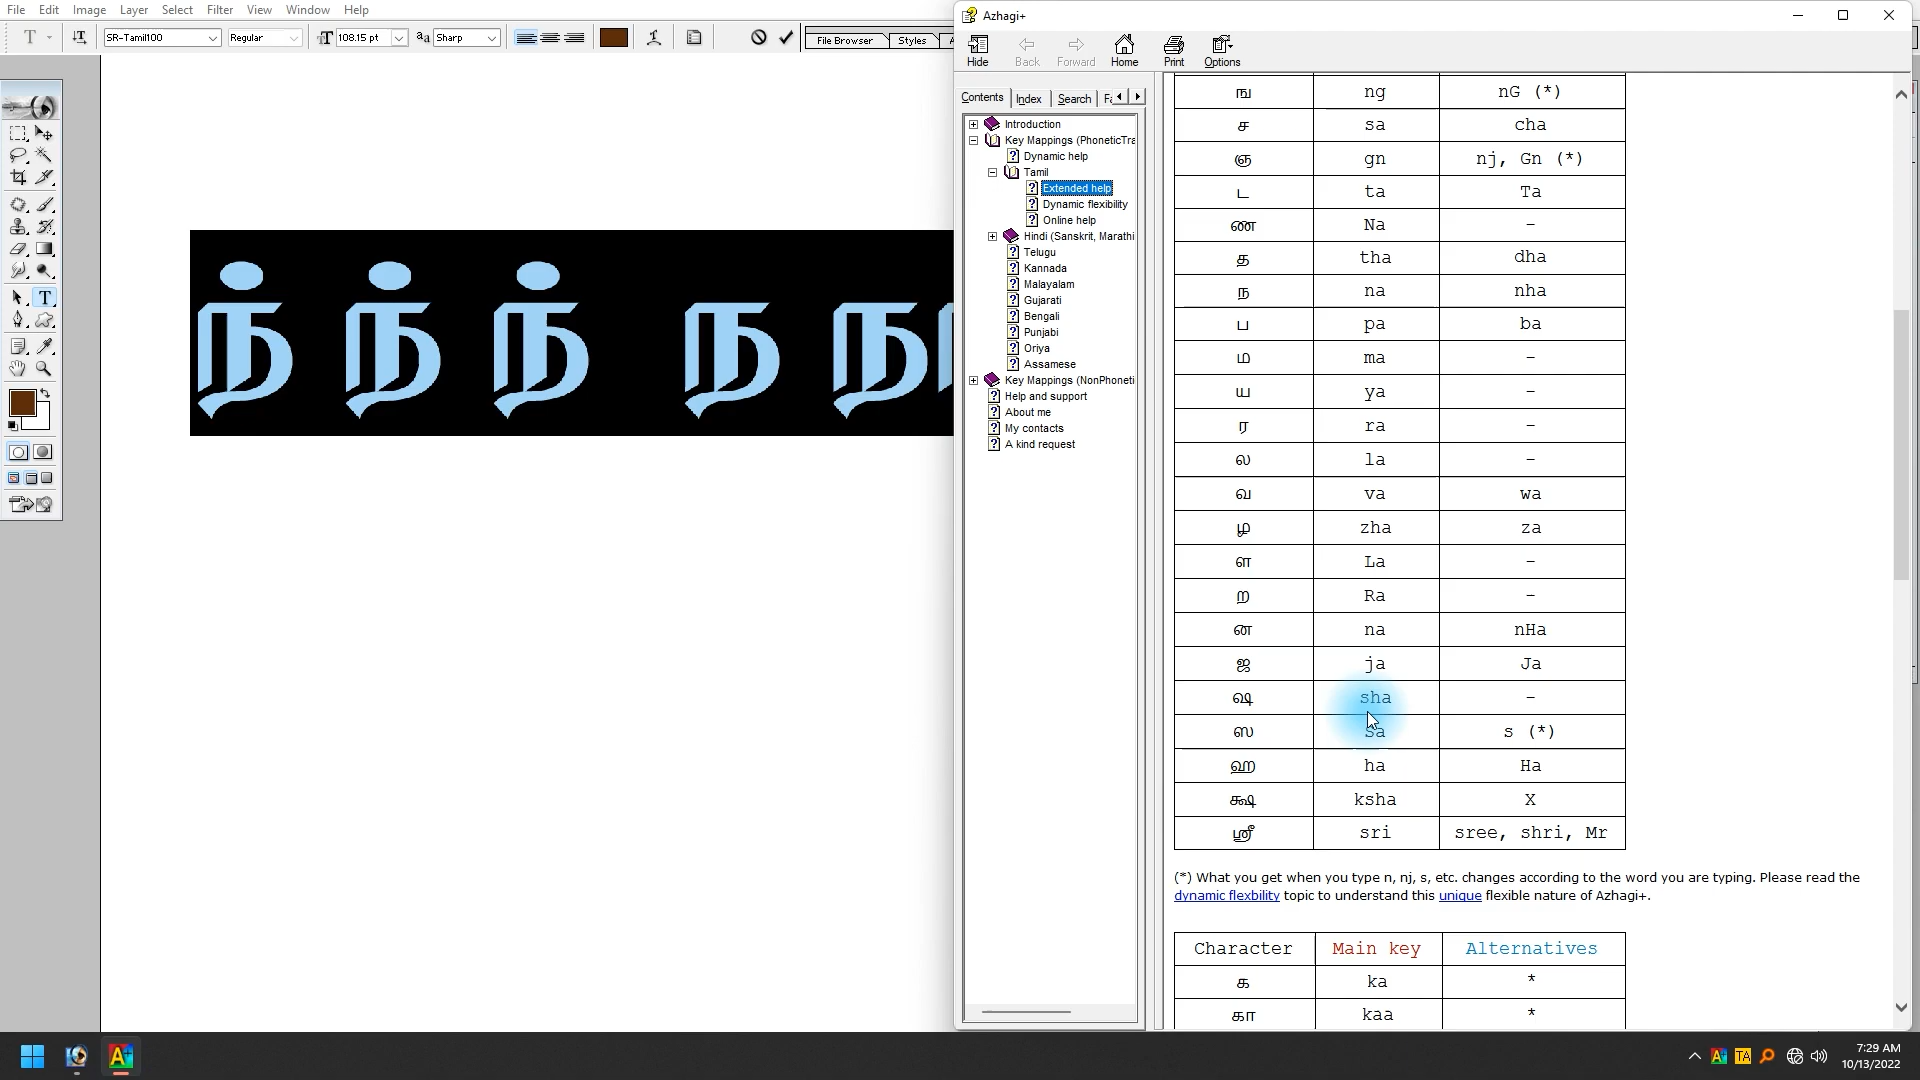 File Edit Image Layer Select Filter View Window Help
T SR-Tamil100 Regular T 108.15 pt aa Sharp File Browser Styles
ந் ந் ந் ந ந
Azhagi+
Hide Back Forward Home Print Options
Contents Index Search
Introduction
Key Mappings (PhoneticTra
Dynamic help
Tamil
Extended help
Dynamic flexibility
Online help
Hindi (Sanskrit, Marathi
Telugu
Kannada
Malayalam
Gujarati
Bengali
Punjabi
Oriya
Assamese
Key Mappings (NonPhoneti
Help and support
About me
My contacts
A kind request
ங ng nG (*)
ச sa cha
ஞ gn nj, Gn (*)
ட ta Ta
ண Na -
த tha dha
ந na nha
ப pa ba
ம ma -
ய ya -
ர ra -
ல la -
வ va wa
ழ zha za
ள La -
ற Ra -
ன na nHa
ஜ ja Ja
ஷ sha -
ஸ sa s (*)
ஹ ha Ha
க்ஷ ksha X
ஸ்ரீ sri sree, shri, Mr
(*) What you get when you type n, nj, s, etc. changes according to the word you are typing. Please read the
dynamic flexbility topic to understand this unique flexible nature of Azhagi+.
Character Main key Alternatives
க ka *
கா kaa *
TA
7:29 AM
10/13/2022